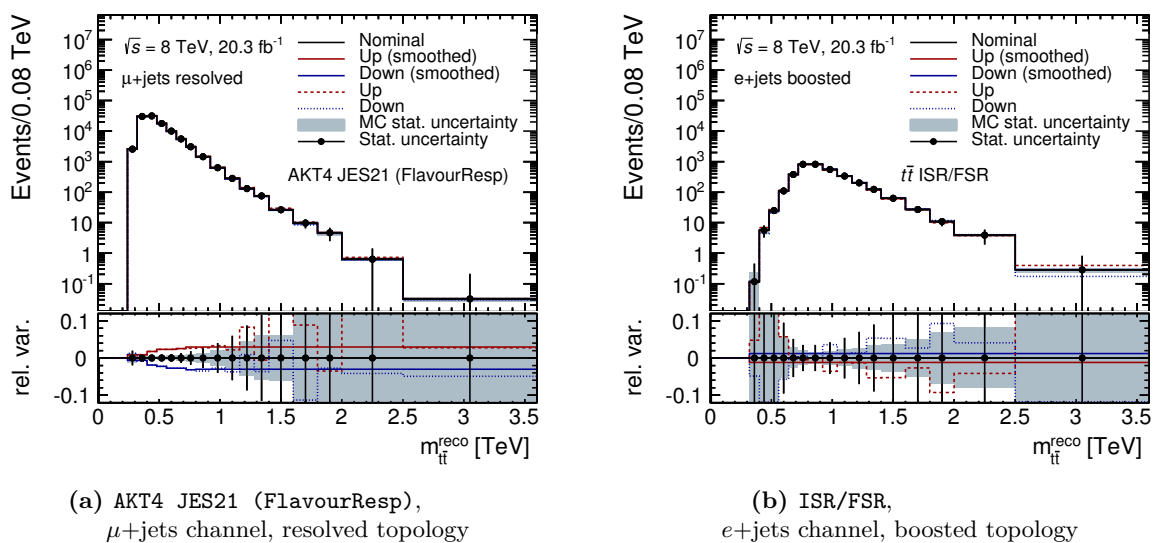 Events/0.08 TeV
10⁷
10⁶
10⁵
10⁴
10³
10²
10
1
10⁻¹
√s = 8 TeV, 20.3 fb⁻¹
μ+jets resolved
Nominal
Up (smoothed)
Down (smoothed)
Up
Down
MC stat. uncertainty
Stat. uncertainty
AKT4 JES21 (FlavourResp)
rel. var.
0.1
0
-0.1
0 0.5 1 1.5 2 2.5 3 3.5
m_{tt̄}^{reco} [TeV]
(a) AKT4 JES21 (FlavourResp),
μ+jets channel, resolved topology
Events/0.08 TeV
10⁷
10⁶
10⁵
10⁴
10³
10²
10
1
10⁻¹
√s = 8 TeV, 20.3 fb⁻¹
e+jets boosted
Nominal
Up (smoothed)
Down (smoothed)
Up
Down
MC stat. uncertainty
Stat. uncertainty
tt̄ ISR/FSR
rel. var.
0.1
0
-0.1
0 0.5 1 1.5 2 2.5 3 3.5
m_{tt̄}^{reco} [TeV]
(b) ISR/FSR,
e+jets channel, boosted topology